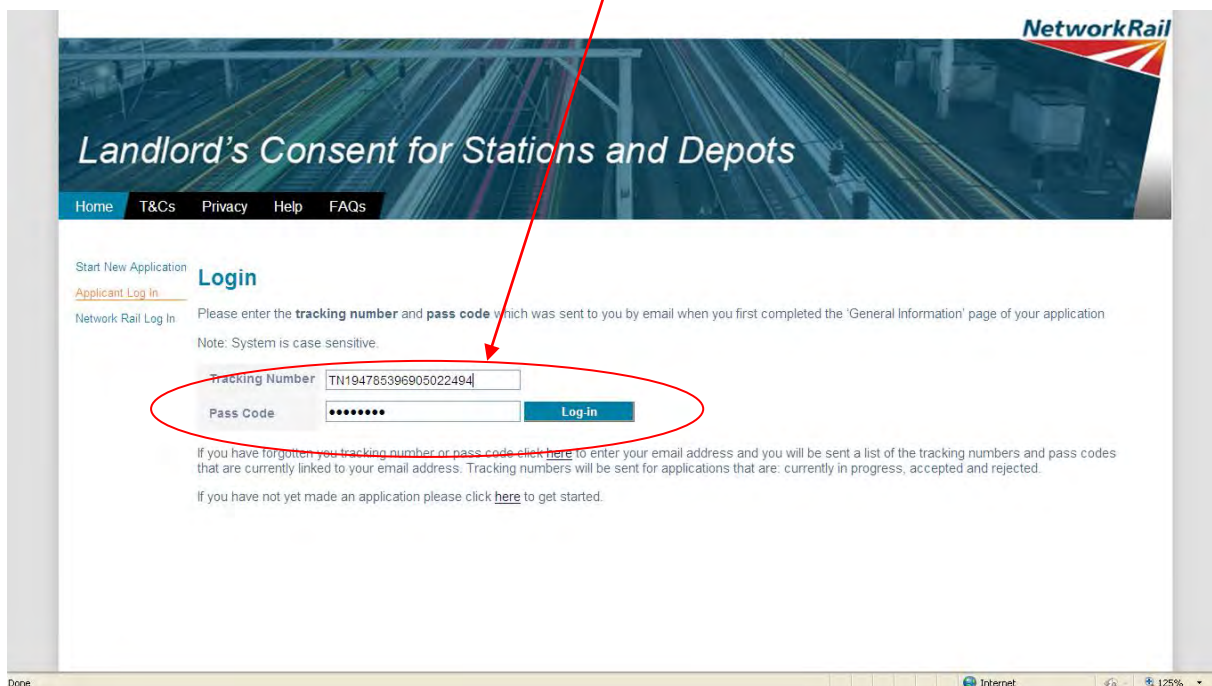 NetworkRail
Landlord's Consent for Stations and Depots
Home T&Cs Privacy Help FAQs
Start New Application
Applicant Log In
Network Rail Log In
Login
Please enter the tracking number and pass code which was sent to you by email when you first completed the 'General Information' page of your application
Note: System is case sensitive.
Tracking Number TN194785396905022494
Pass Code •••••••• Log-in
If you have forgotten you tracking number or pass code click here to enter your email address and you will be sent a list of the tracking numbers and pass codes
that are currently linked to your email address. Tracking numbers will be sent for applications that are: currently in progress, accepted and rejected.
If you have not yet made an application please click here to get started.
Done Internet 125%